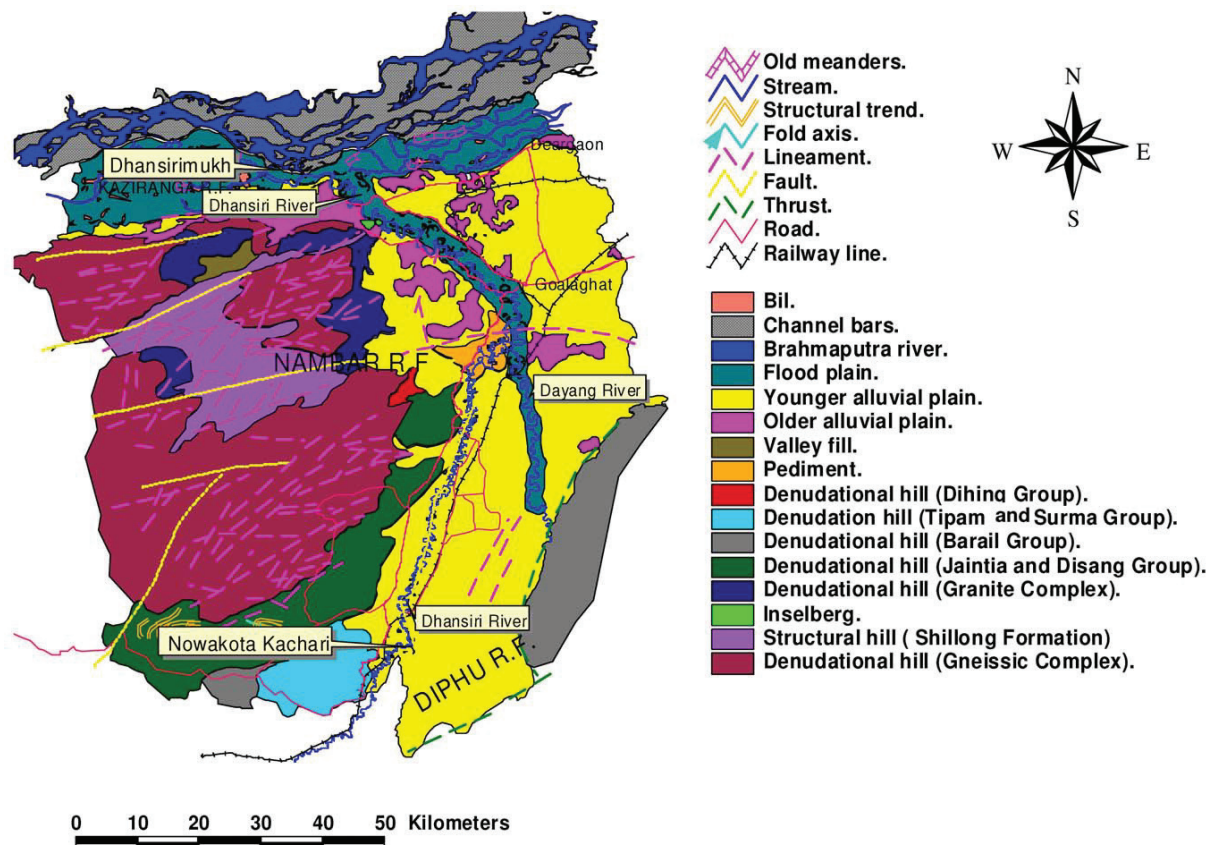 Dhansirimukh
Deargaon
KAZIRANGA R.F.
Dhansiri River
Goalaghat
NAMBAR R F
Dayang River
Dhansiri River
Nowakota Kachari
DIPHU R.F.
0 10 20 30 40 50 Kilometers
Old meanders.
Stream.
Structural trend.
Fold axis.
Lineament.
Fault.
Thrust.
Road.
Railway line.
Bil.
Channel bars.
Brahmaputra river.
Flood plain.
Younger alluvial plain.
Older alluvial plain.
Valley fill.
Pediment.
Denudational hill (Dihing Group).
Denudation hill (Tipam and Surma Group).
Denudational hill (Barail Group).
Denudational hill (Jaintia and Disang Group).
Denudational hill (Granite Complex).
Inselberg.
Structural hill ( Shillong Formation)
Denudational hill (Gneissic Complex).
N
W E
S